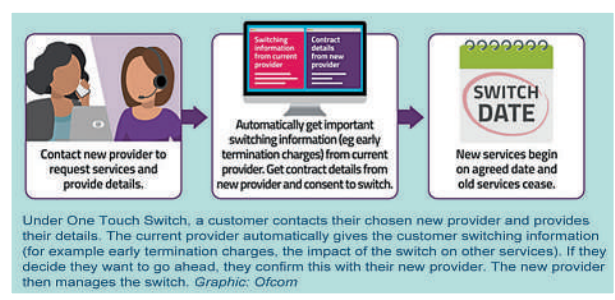 Switching
information
from current
provider
Contract
details
from new
provider
SWITCH
DATE
Contact new provider to
request services and
provide details.
Automatically get important
switching information (eg early
termination charges) from current
provider. Get contract details from
new provider and consent to switch.
New services begin
on agreed date and
old services cease.
Under One Touch Switch, a customer contacts their chosen new provider and provides
their details. The current provider automatically gives the customer switching information
(for example early termination charges, the impact of the switch on other services). If they
decide they want to go ahead, they confirm this with their new provider. The new provider
then manages the switch. Graphic: Ofcom